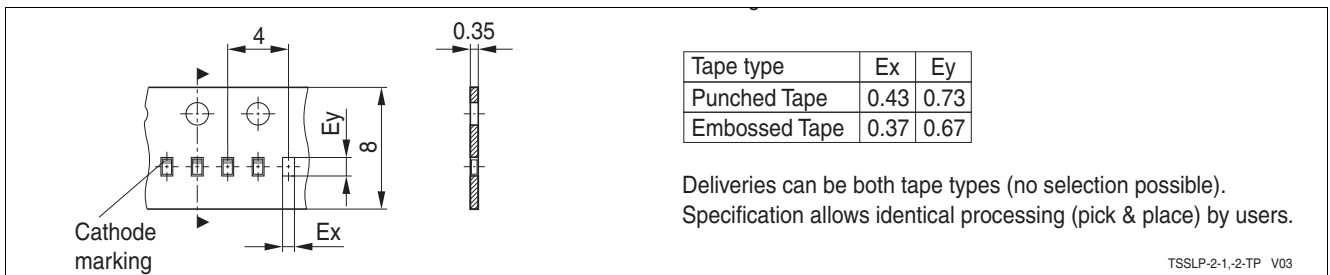 4
0.35
Ey
8
Ex
Cathode
marking
Tape type Ex Ey
Punched Tape 0.43 0.73
Embossed Tape 0.37 0.67
Deliveries can be both tape types (no selection possible).
Specification allows identical processing (pick & place) by users.
TSSLP-2-1,-2-TP V03